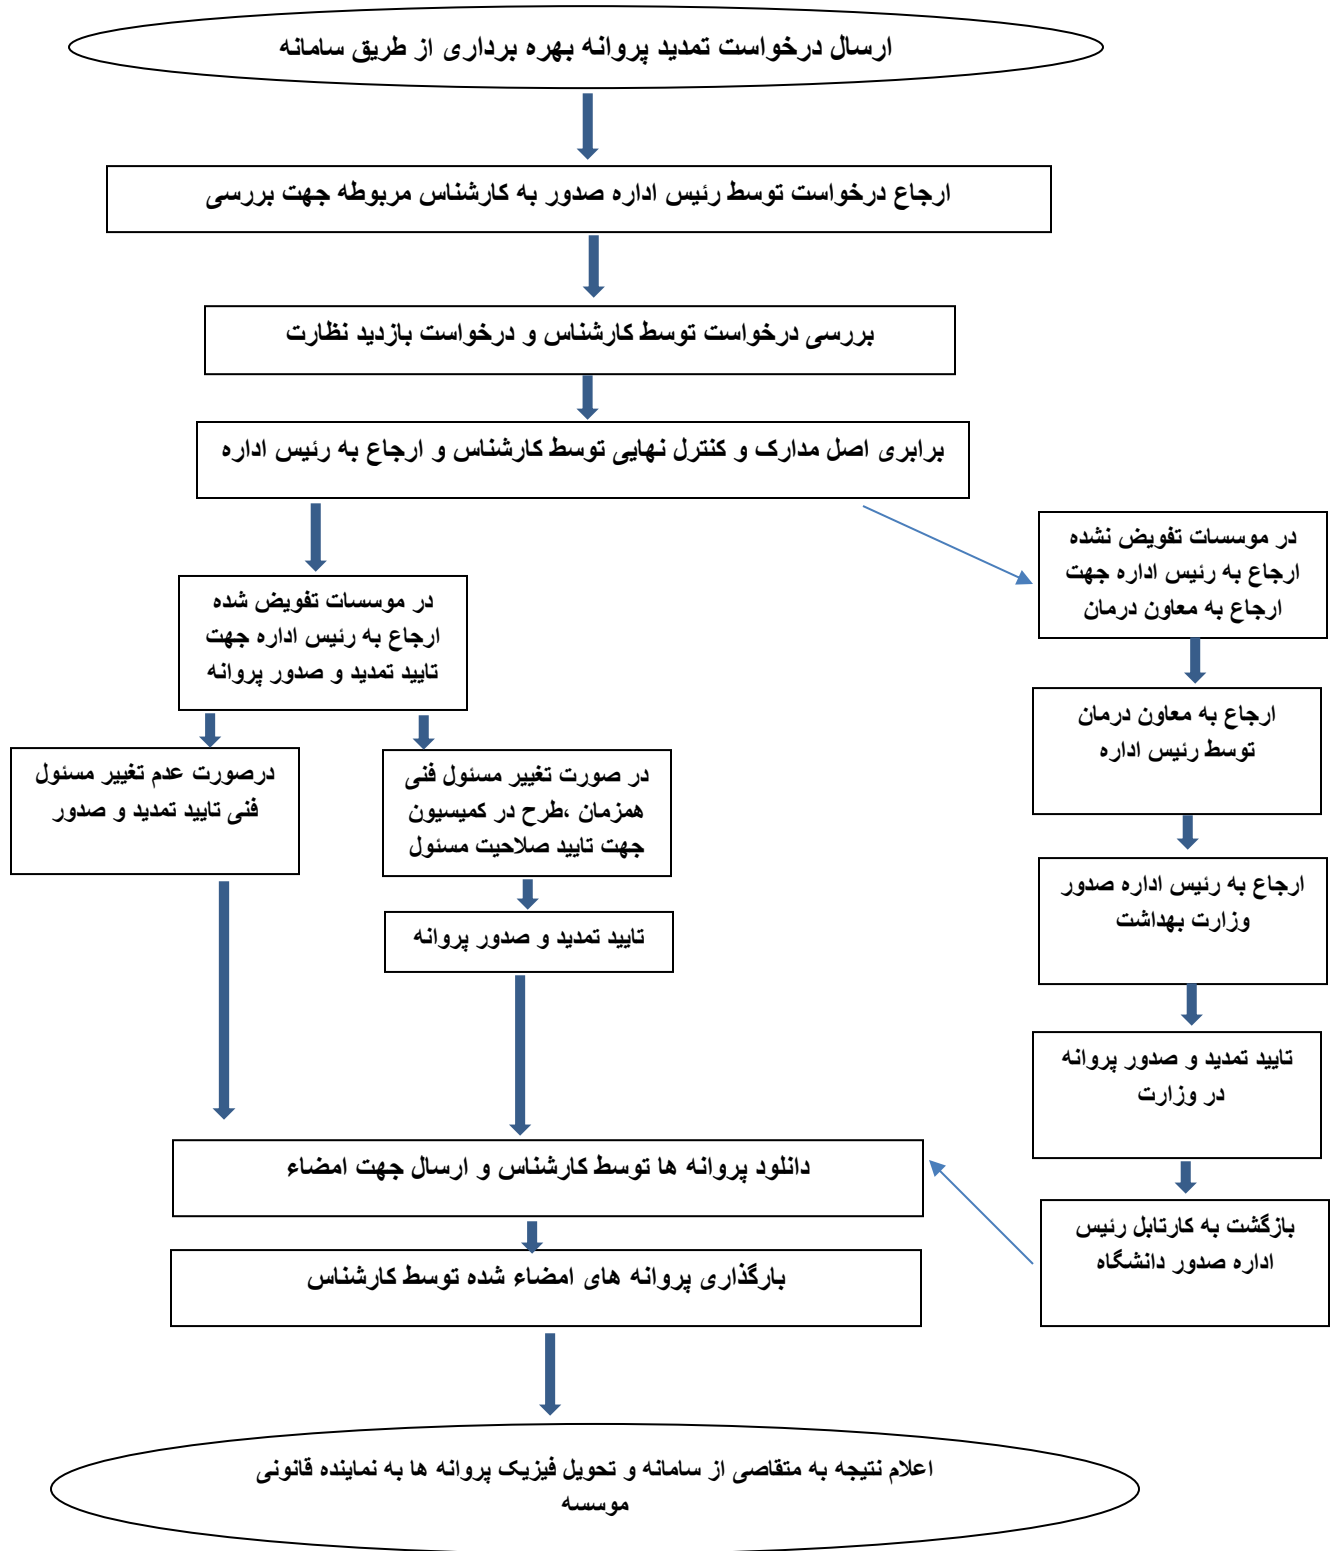 ارسال درخواست تمدید پروانه بهره برداری از طریق سامانه
ارجاع درخواست توسط رئیس اداره صدور به کارشناس مربوطه جهت بررسی
بررسی درخواست توسط کارشناس و درخواست بازدید نظارت
برابری اصل مدارک و کنترل نهایی توسط کارشناس و ارجاع به رئیس اداره
در موسسات تفویض نشده
ارجاع به رئیس اداره جهت
ارجاع به معاون درمان
ارجاع به معاون درمان
توسط رئیس اداره
ارجاع به رئیس اداره صدور
وزارت بهداشت
تایید تمدید و صدور پروانه
در وزارت
بازگشت به کارتابل رئیس
اداره صدور دانشگاه
در موسسات تفویض شده
ارجاع به رئیس اداره جهت
تایید تمدید و صدور پروانه
در صورت تغییر مسئول فنی
همزمان ،طرح در کمیسیون
جهت تایید صلاحیت مسئول
تایید تمدید و صدور پروانه
درصورت عدم تغییر مسئول
فنی تایید تمدید و صدور
دانلود پروانه ها توسط کارشناس و ارسال جهت امضاء
بارگذاری پروانه های امضاء شده توسط کارشناس
اعلام نتیجه به متقاصی از سامانه و تحویل فیزیک پروانه ها به نماینده قانونی
موسسه